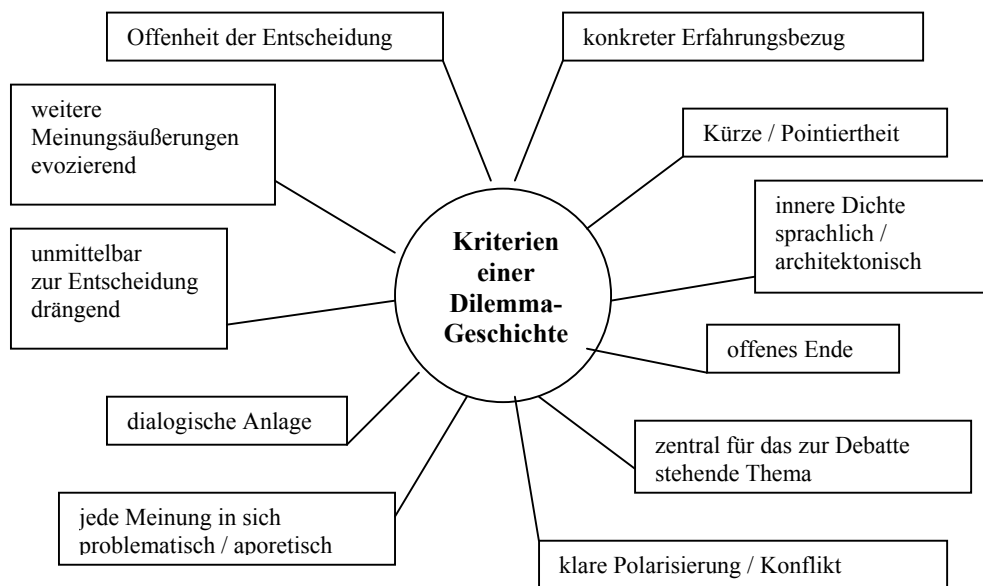 Offenheit der Entscheidung
konkreter Erfahrungsbezug
weitere
Meinungsäußerungen
evozierend
Kürze / Pointiertheit
innere Dichte
sprachlich /
architektonisch
Kriterien
einer
Dilemma-
Geschichte
unmittelbar
zur Entscheidung
drängend
offenes Ende
dialogische Anlage
zentral für das zur Debatte
stehende Thema
jede Meinung in sich
problematisch / aporetisch
klare Polarisierung / Konflikt